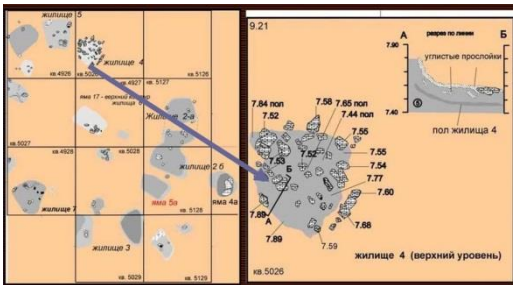 жилище 5
жилище 4
кв.4926
кв.5026
кв.4927
кв. 5127
кв.5126
яма 17 - верхний
жилища 6
Жилище 2-а
кв.5027
кв.4928
кв.5028
жилище 2 б
яма 5а
яма 4а
жилище 7
кв. 5128
жилище 3
кв. 5029
кв. 5129
9.21
А
разрез по линии
Б
7.90
углистые прослойки
7.40
пол жилища 4
7.84 пол
7.52
7.58
7.65 пол
7.44 пол
7.55
7.53
7.52
7.55
7.54
Б
7.77
7.60
7.89
А
7.68
7.89
7.59
жилище 4 (верхний уровень)
кв.5026